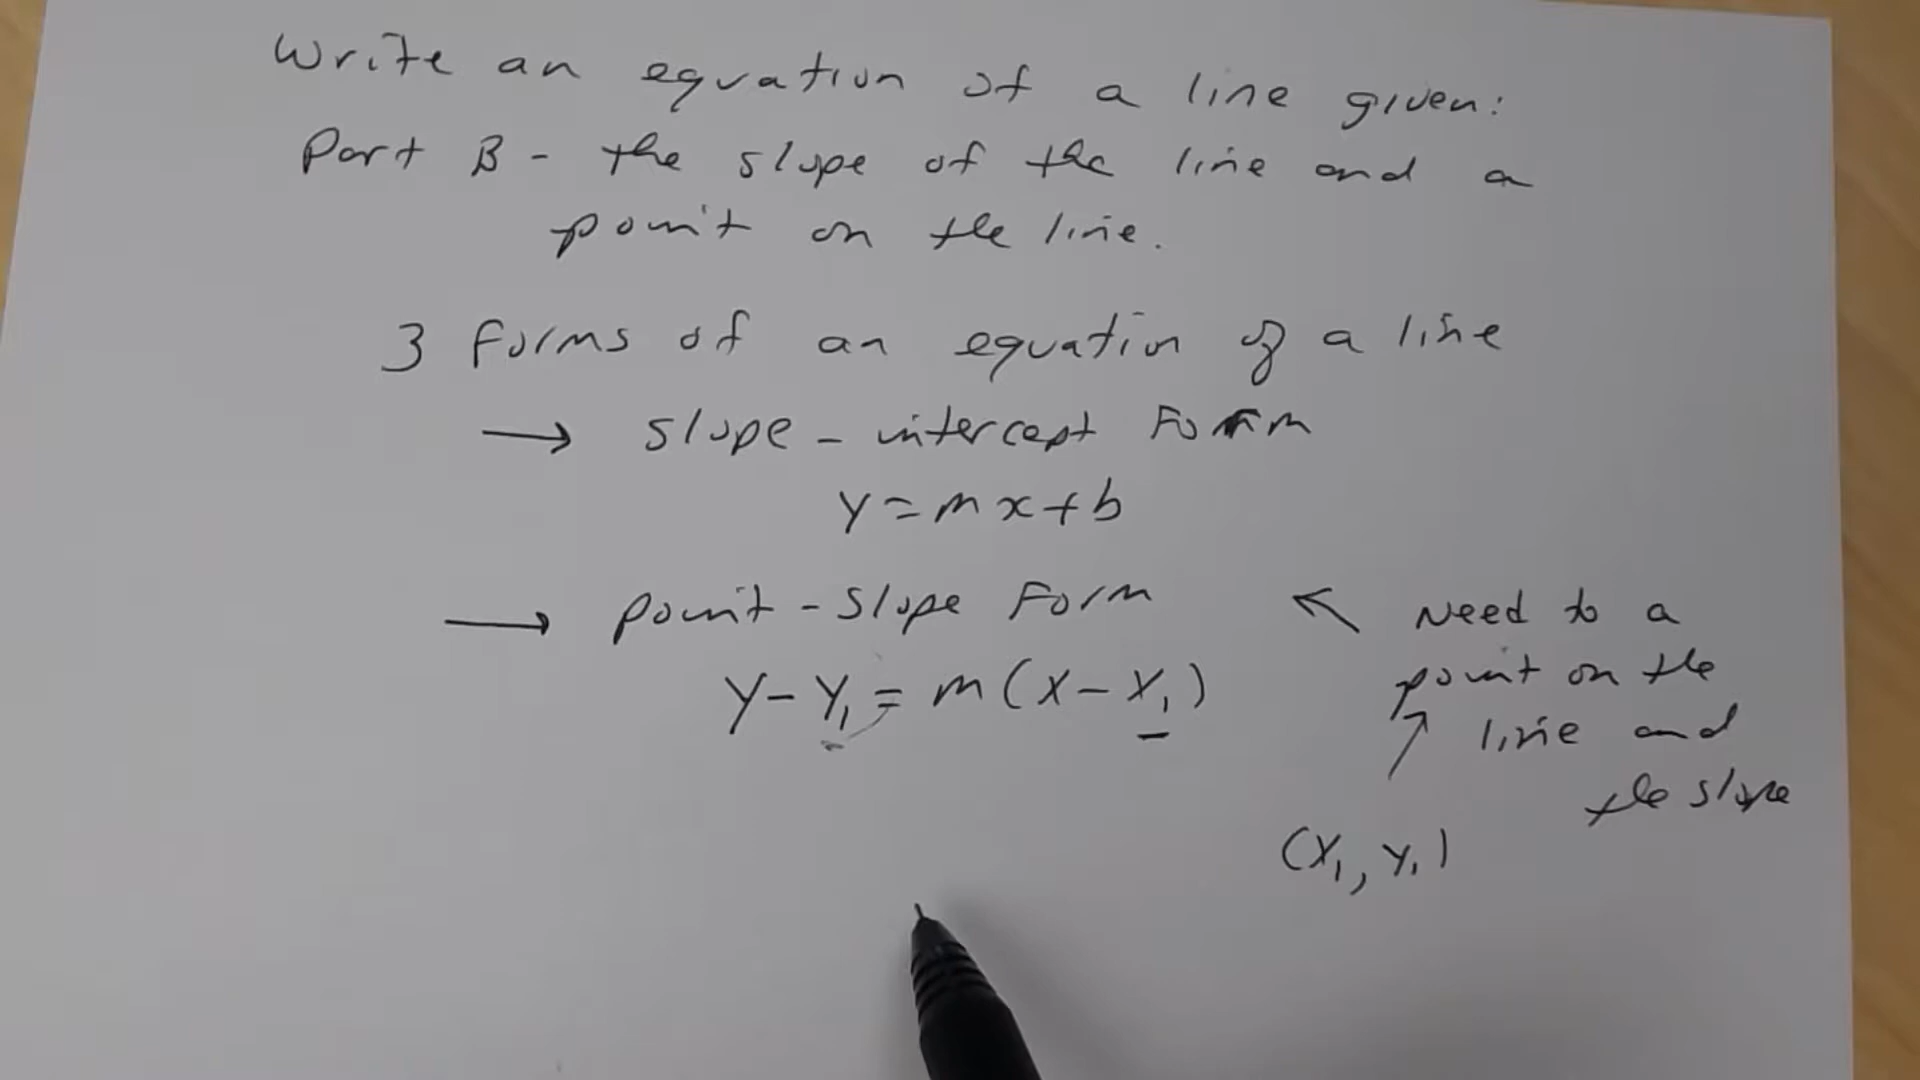 Write an equation of a line given:
Part B - the slope of the line and a
point on the line.
3 Forms of an equation of a line
→ slope - intercept Form
y = mx + b
→ point - slope Form
y - y₁ = m(x - x₁)
← Need to a
point on the
line and
the slope
(x₁, y₁)